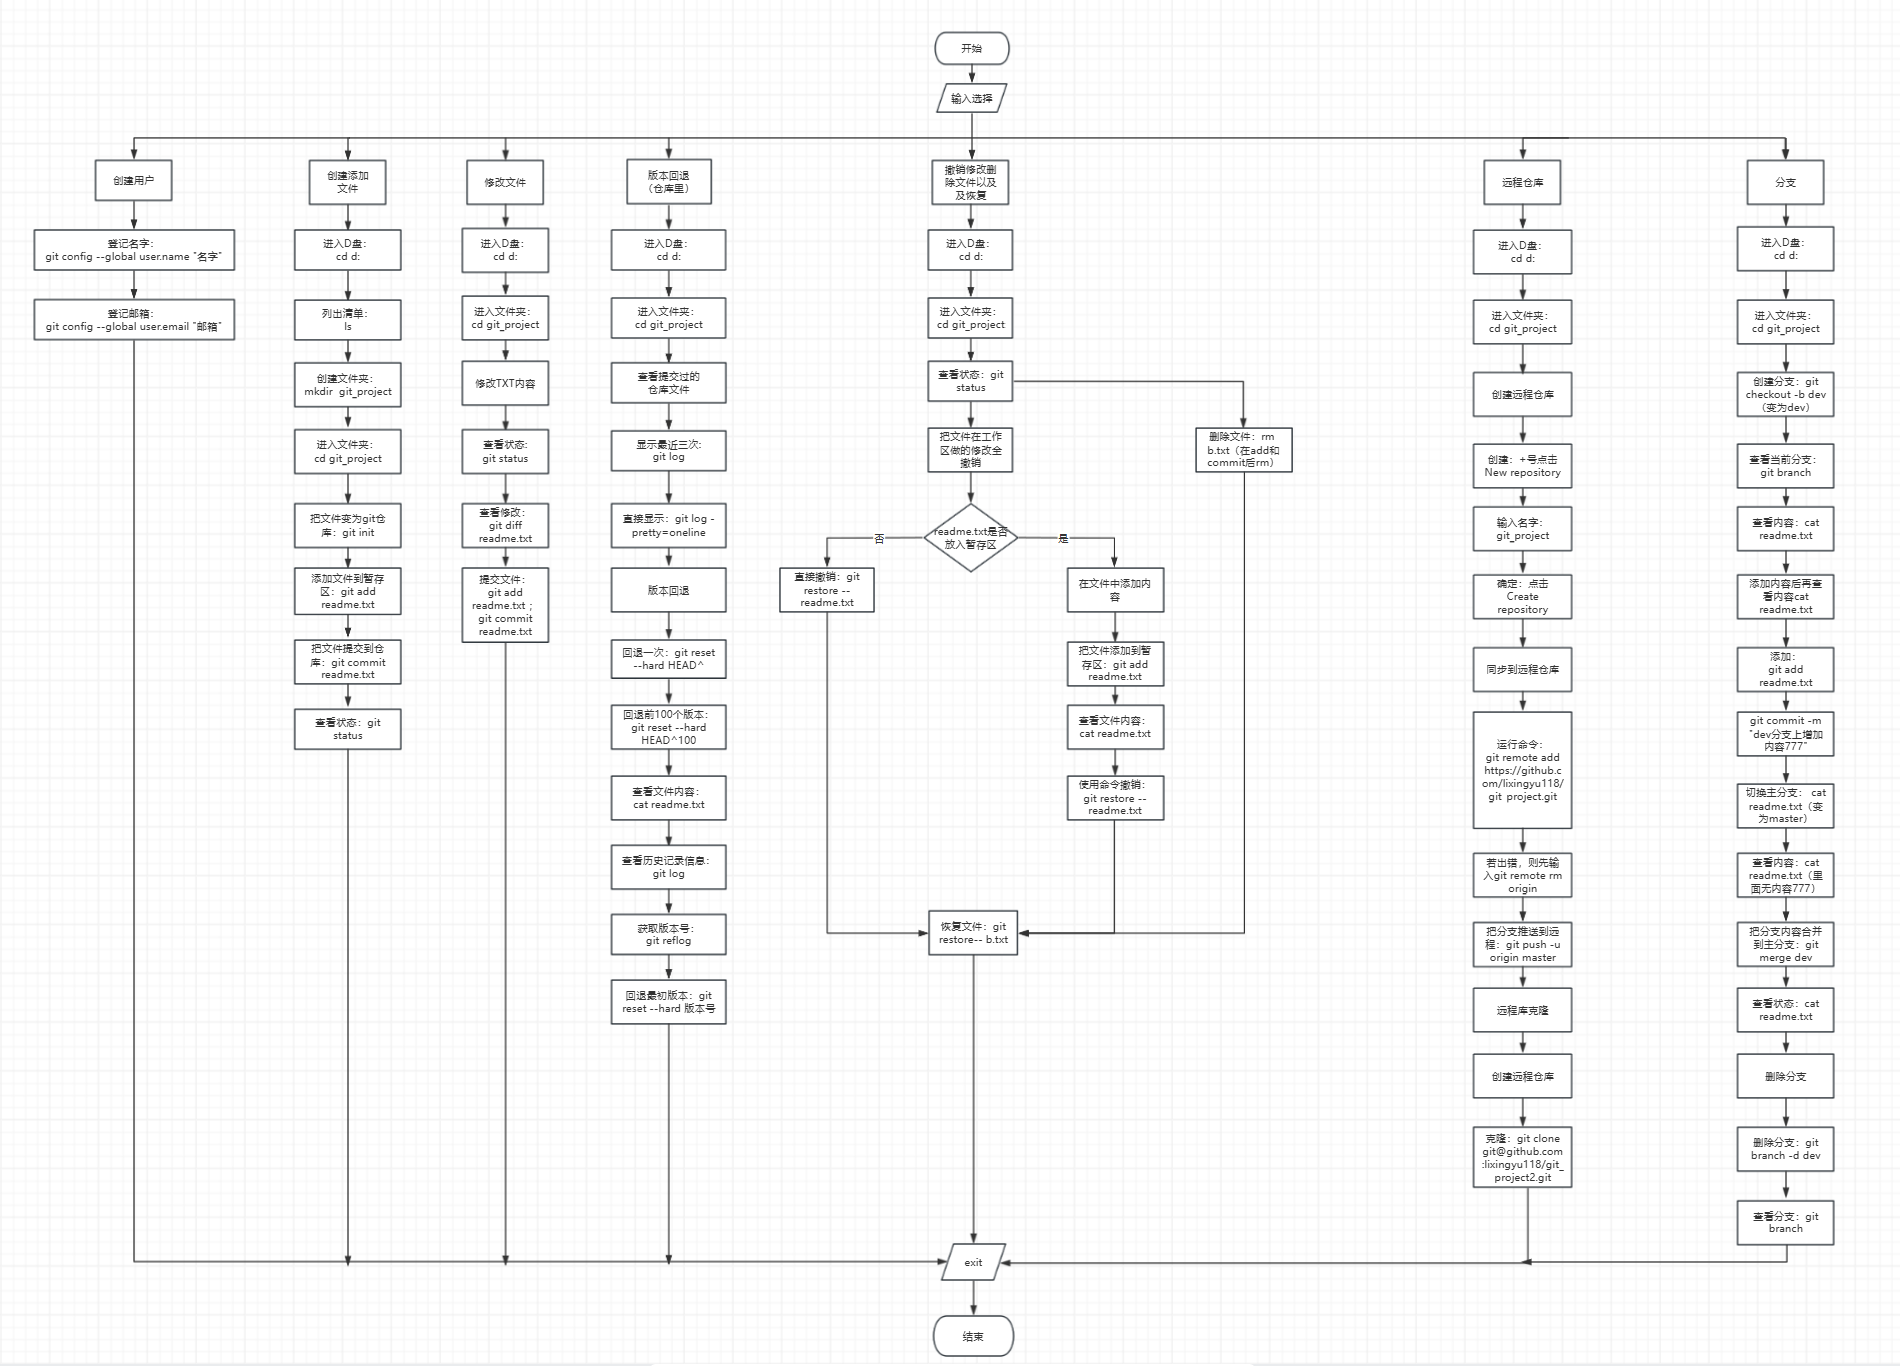 开始
输入选择
创建用户
登记名字:
git config --global user.name "名字"
登记邮箱:
git config --global user.email "邮箱"
创建添加
文件
进入D盘:
cd d:
列出清单:
ls
创建文件夹:
mkdir git_project
进入文件夹:
cd git_project
把文件变为git仓
库：git init
添加文件到暂存
区：git add
readme.txt
把文件提交到仓
库：git commit
readme.txt
查看状态：git
status
修改文件
进入D盘:
cd d:
进入文件夹:
cd git_project
修改TXT内容
查看状态:
git status
查看修改:
git diff
readme.txt
提交文件:
git add
readme.txt ;
git commit
readme.txt
版本回退
（仓库里）
进入D盘:
cd d:
进入文件夹:
cd git_project
查看提交过的
仓库文件
显示最近三次:
git log
直接显示：git log -
pretty=oneline
版本回退
回退一次：git reset
--hard HEAD^
回退前100个版本:
git reset --hard
HEAD^100
查看文件内容:
cat readme.txt
查看历史记录信息:
git log
获取版本号:
git reflog
回退最初版本：git
reset --hard 版本号
撤销修改删
除文件以及
及恢复
进入D盘:
cd d:
进入文件夹:
cd git_project
查看状态：git
status
把文件在工作
区做的修改全
撤销
readme.txt是否
放入暂存区
否
是
直接撤销：git
restore --
readme.txt
在文件中添加内
容
把文件添加到暂
存区：git add
readme.txt
查看文件内容:
cat readme.txt
使用命令撤销:
git restore --
readme.txt
删除文件：rm
b.txt（在add和
commit后rm）
恢复文件：git
restore-- b.txt
远程仓库
进入D盘:
cd d:
进入文件夹:
cd git_project
创建远程仓库
创建：+号点击
New repository
输入名字:
git_project
确定：点击
Create
repository
同步到远程仓库
运行命令:
git remote add
https://github.c
om/lixingyu118/
git project.git
若出错，则先输
入git remote rm
origin
把分支推送到远
程：git push -u
origin master
远程库克隆
创建远程仓库
克隆：git clone
git@github.com
:lixingyu118/git_
project2.git
分支
进入D盘:
cd d:
进入文件夹:
cd git_project
创建分支：git
checkout -b dev
（变为dev）
查看当前分支:
git branch
查看内容：cat
readme.txt
添加内容后再查
看内容cat
readme.txt
添加:
git add
readme.txt
git commit -m
"dev分支上增加
内容777"
切换主分支： cat
readme.txt（变
为master）
查看内容：cat
readme.txt（里
面无内容777）
把分支内容合并
到主分支：git
merge dev
查看状态：cat
readme.txt
删除分支
删除分支：git
branch -d dev
查看分支：git
branch
exit
结束